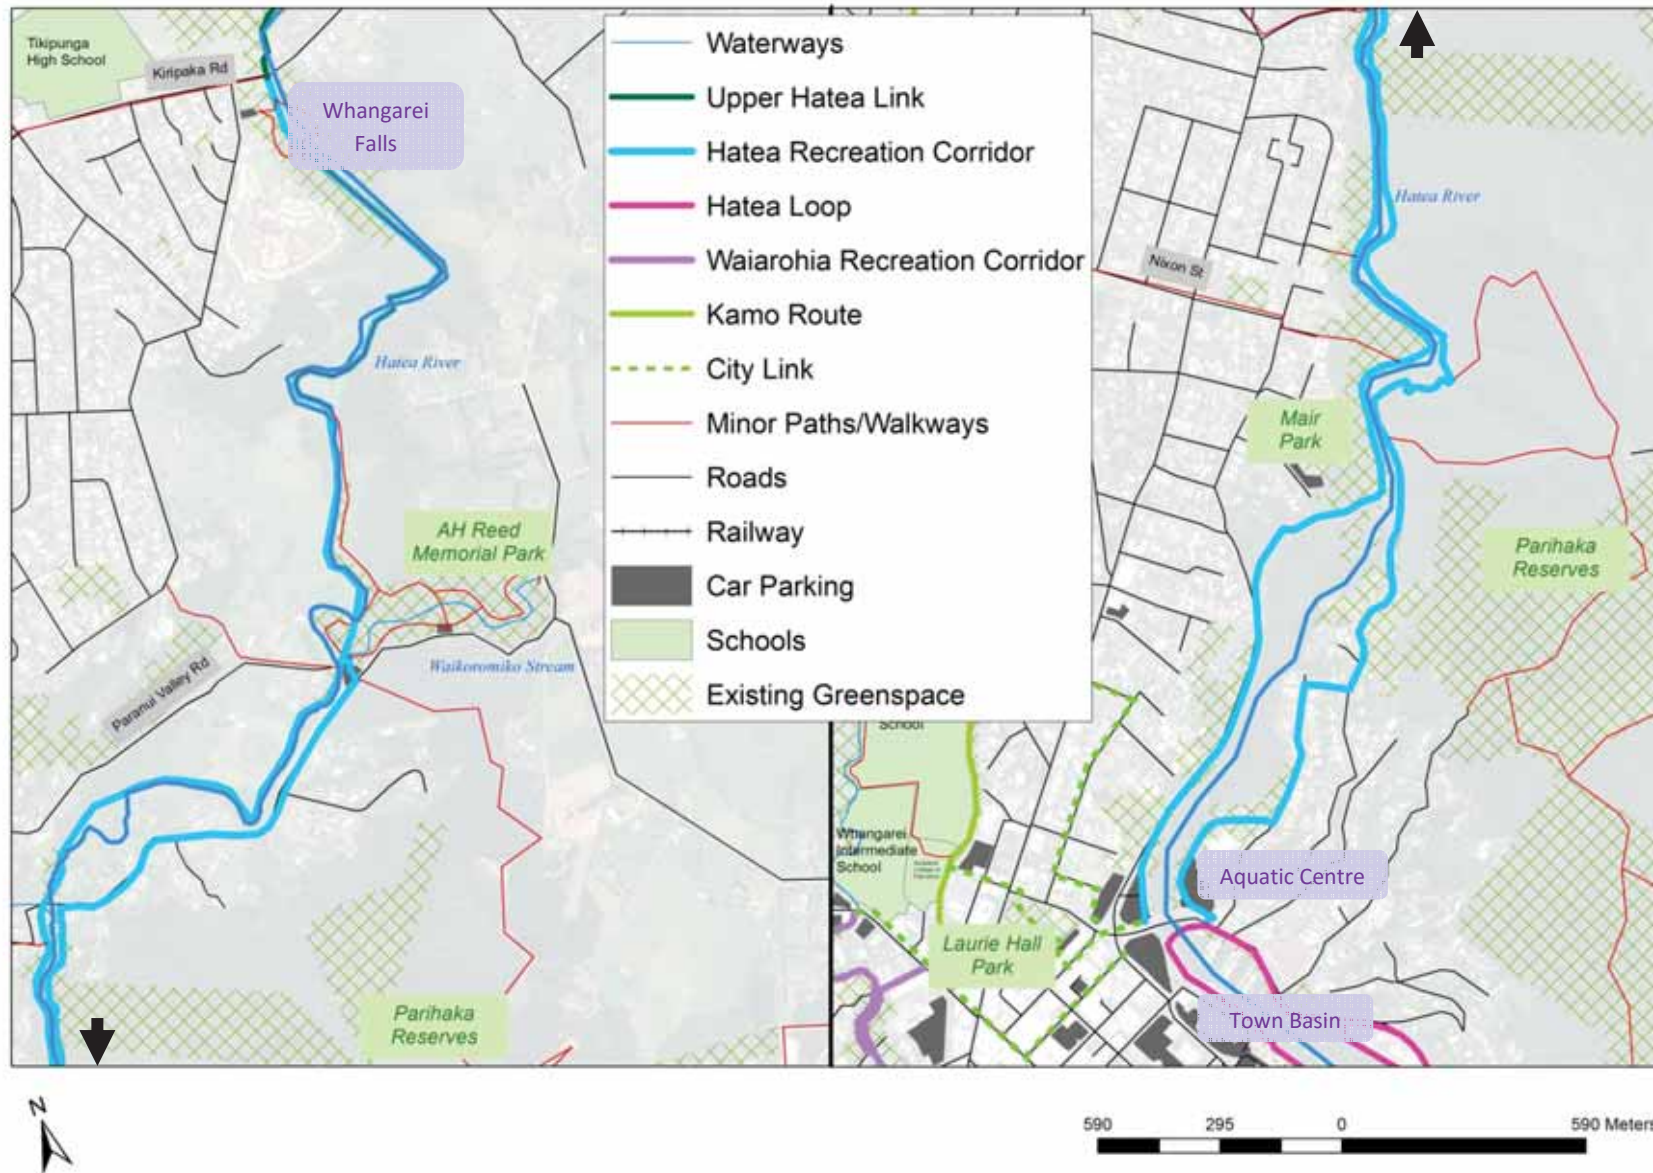 Tikipunga
High School
Kiripaka Rd
Whangarei
Falls
Hatea River
AH Reed
Memorial Park
Waikoromiko Stream
Paranui Valley Rd
Parihaka
Reserves
Waterways
Upper Hatea Link
Hatea Recreation Corridor
Hatea Loop
Waiarohia Recreation Corridor
Kamo Route
City Link
Minor Paths/Walkways
Roads
Railway
Car Parking
Schools
Existing Greenspace
Hatea River
Nixon St
Mair
Park
Parihaka
Reserves
School
Whangarei
Intermediate
School
Aquatic Centre
Laurie Hall
Park
Town Basin
N
590 295 0 590 Meters